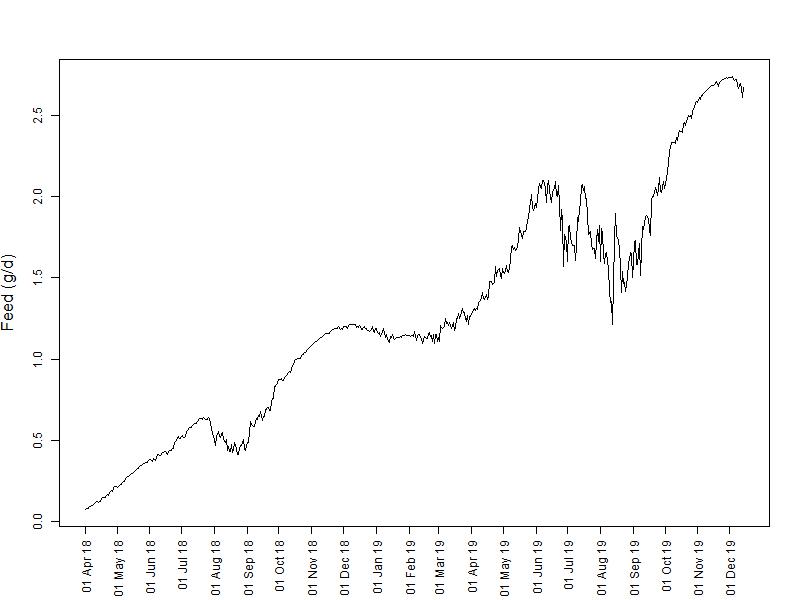 Feed (g/d)
2.5
2.0
1.5
1.0
0.5
0.0
01 Apr 18
01 May 18
01 Jun 18
01 Jul 18
01 Aug 18
01 Sep 18
01 Oct 18
01 Nov 18
01 Dec 18
01 Jan 19
01 Feb 19
01 Mar 19
01 Apr 19
01 May 19
01 Jun 19
01 Jul 19
01 Aug 19
01 Sep 19
01 Oct 19
01 Nov 19
01 Dec 19